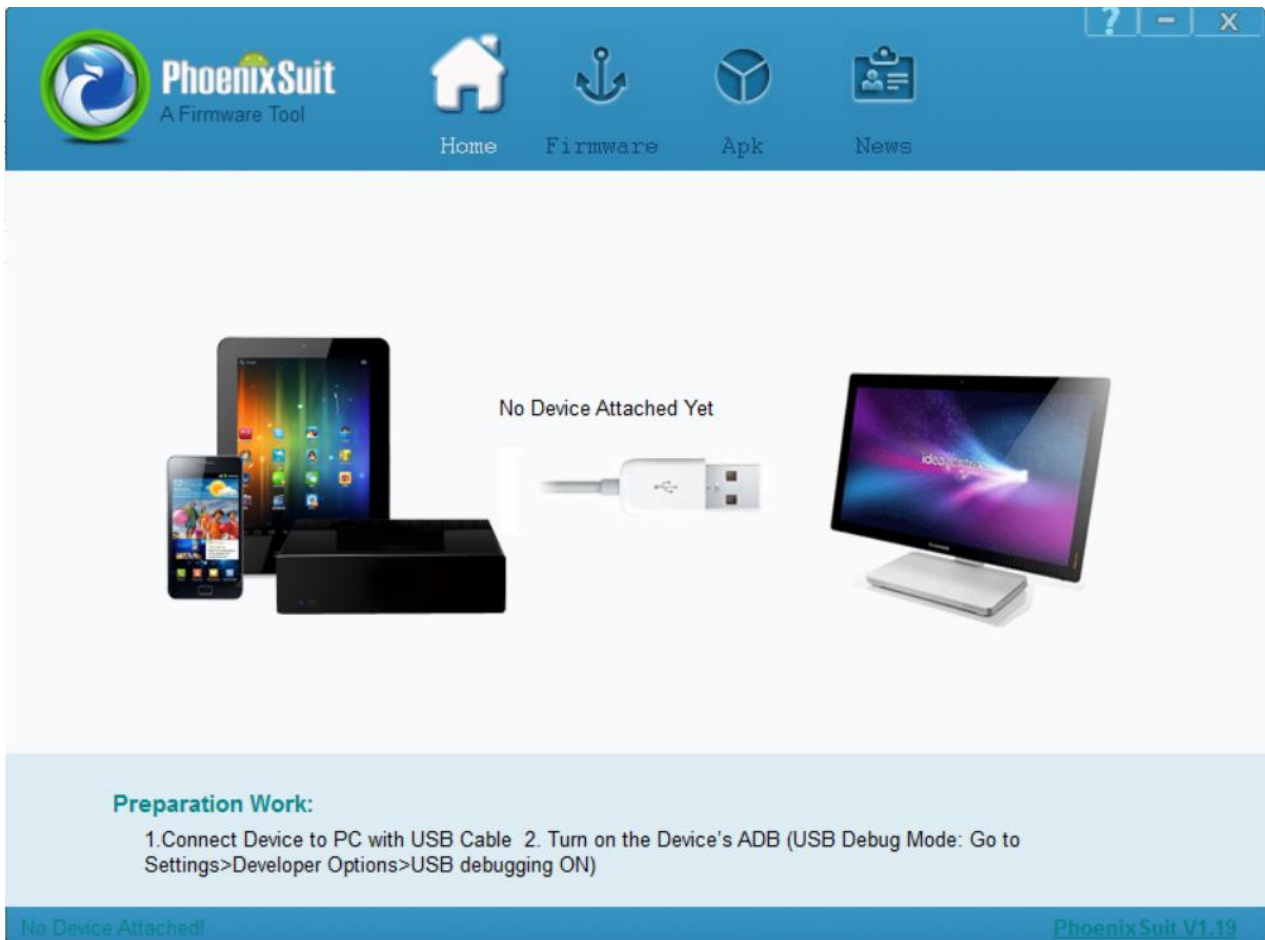 ? - X
PhoenixSuit
A Firmware Tool
Home Firmware Apk News
No Device Attached Yet
Preparation Work:
1.Connect Device to PC with USB Cable 2. Turn on the Device's ADB (USB Debug Mode: Go to
Settings>Developer Options>USB debugging ON)
No Device Attached! PhoenixSuit V1.19